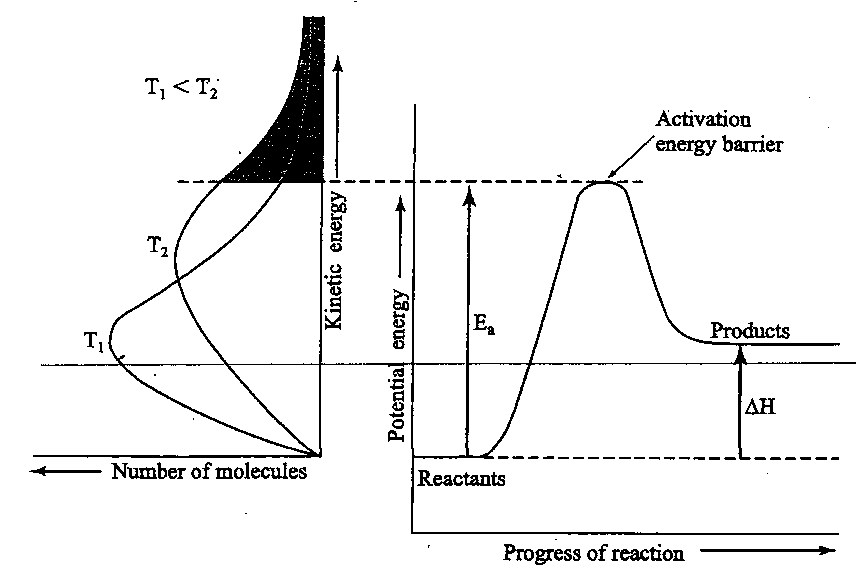 T₁ < T₂
Activation
energy barrier
T₂
Kinetic energy
T₁
Eₐ
Potential energy
Products
ΔH
Number of molecules
Reactants
Progress of reaction